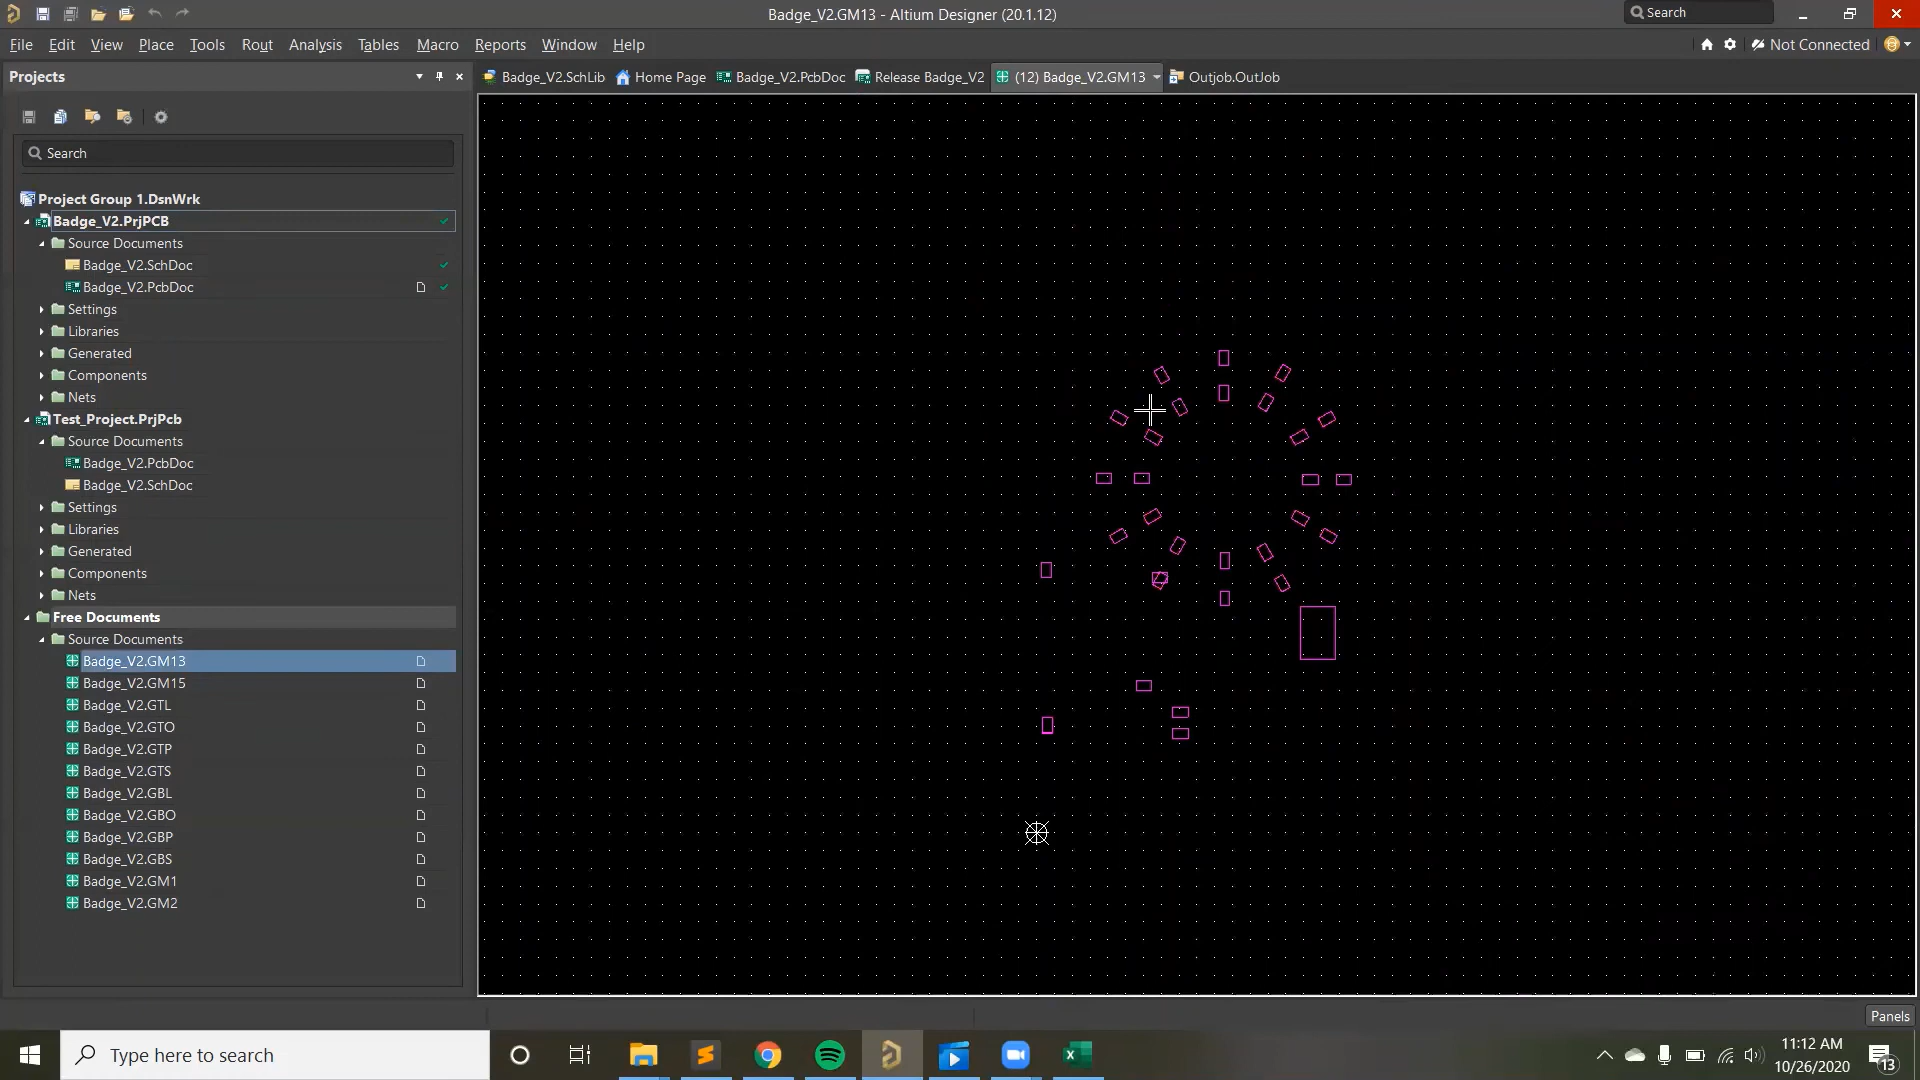 Badge_V2.GM13 - Altium Designer (20.1.12)
Search
File Edit View Place Tools Rout Analysis Tables Macro Reports Window Help
Not Connected
Projects
Badge_V2.SchLib Home Page Badge_V2.PcbDoc Release Badge_V2 (12) Badge_V2.GM13 Outjob.OutJob
Search
Project Group 1.DsnWrk
Badge_V2.PrjPCB
Source Documents
Badge_V2.SchDoc
Badge_V2.PcbDoc
Settings
Libraries
Generated
Components
Nets
Test_Project.PrjPcb
Source Documents
Badge_V2.PcbDoc
Badge_V2.SchDoc
Settings
Libraries
Generated
Components
Nets
Free Documents
Source Documents
Badge_V2.GM13
Badge_V2.GM15
Badge_V2.GTL
Badge_V2.GTO
Badge_V2.GTP
Badge_V2.GTS
Badge_V2.GBL
Badge_V2.GBO
Badge_V2.GBP
Badge_V2.GBS
Badge_V2.GM1
Badge_V2.GM2
Panels
Type here to search
11:12 AM
10/26/2020
13